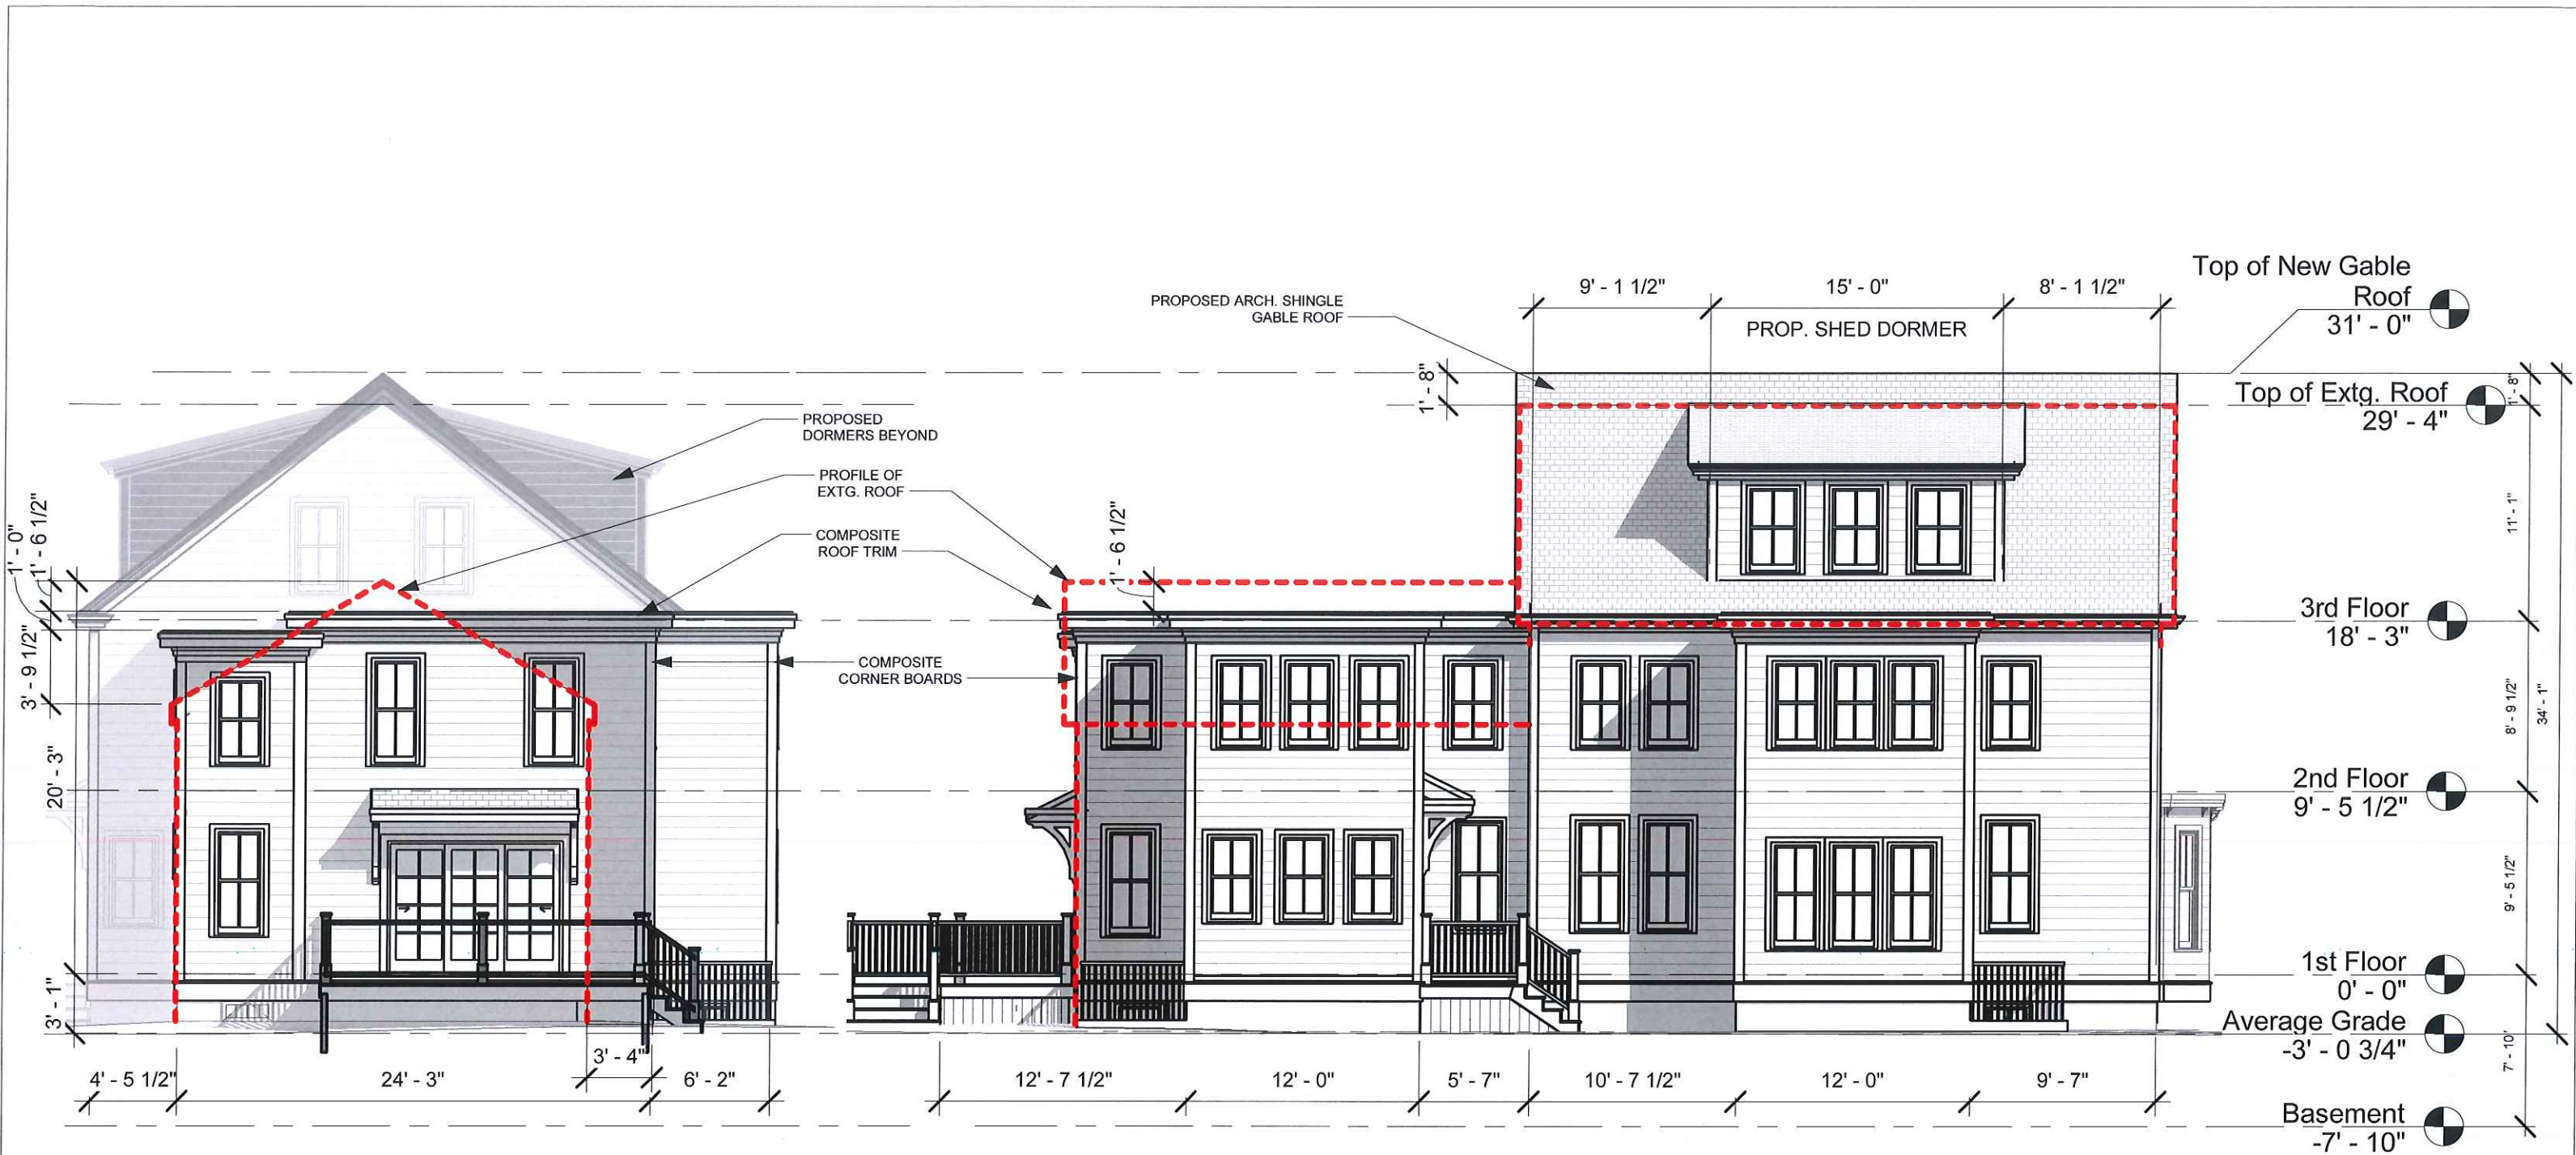 Top of New Gable
Roof
31' - 0"
9' - 1 1/2"
15' - 0"
8' - 1 1/2"
PROPOSED ARCH. SHINGLE
GABLE ROOF
PROP. SHED DORMER
1' - 8"
1' - 8"
Top of Extg. Roof
29' - 4"
PROPOSED
DORMERS BEYOND
PROFILE OF
EXTG. ROOF
COMPOSITE
ROOF TRIM
COMPOSITE
CORNER BOARDS
1' - 0"
1' - 6 1/2"
3' - 9 1/2"
20' - 3"
3' - 1"
1' - 6 1/2"
11' - 1"
3rd Floor
18' - 3"
8' - 9 1/2"
34' - 1"
2nd Floor
9' - 5 1/2"
9' - 5 1/2"
1st Floor
0' - 0"
Average Grade
-3' - 0 3/4"
7' - 10"
Basement
-7' - 10"
4' - 5 1/2"
24' - 3"
3' - 4"
6' - 2"
12' - 7 1/2"
12' - 0"
5' - 7"
10' - 7 1/2"
12' - 0"
9' - 7"